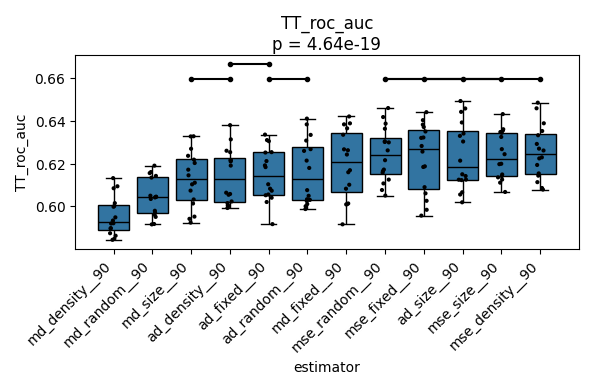 TT_roc_auc
p = 4.64e-19
TT_roc_auc
0.66
0.64
0.62
0.60
md_density__90
md_random__90
md_size__90
ad_density__90
ad_fixed__90
ad_random__90
md_fixed__90
mse_random__90
mse_fixed__90
ad_size__90
mse_size__90
mse_density__90
estimator